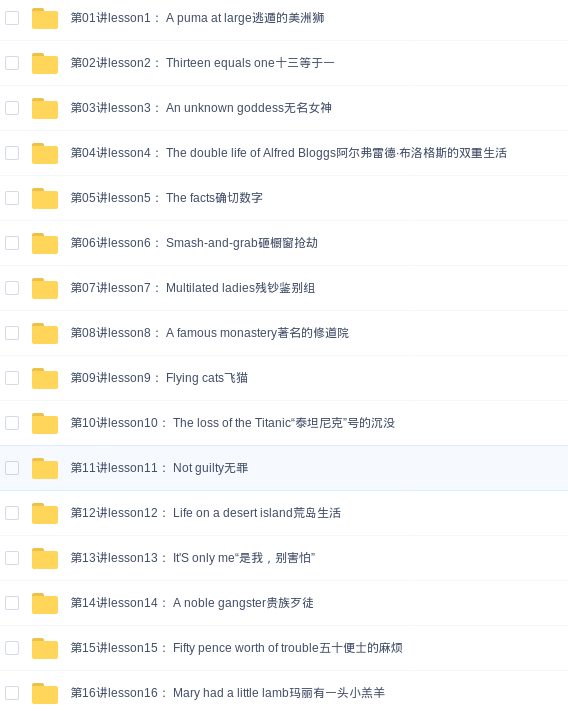 第01讲lesson1： A puma at large逃遁的美洲狮
第02讲lesson2： Thirteen equals one十三等于一
第03讲lesson3： An unknown goddess无名女神
第04讲lesson4： The double life of Alfred Bloggs阿尔弗雷德·布洛格斯的双重生活
第05讲lesson5： The facts确切数字
第06讲lesson6： Smash-and-grab砸橱窗抢劫
第07讲lesson7： Multilated ladies残钞鉴别组
第08讲lesson8： A famous monastery著名的修道院
第09讲lesson9： Flying cats飞猫
第10讲lesson10： The loss of the Titanic“泰坦尼克”号的沉没
第11讲lesson11： Not guilty无罪
第12讲lesson12： Life on a desert island荒岛生活
第13讲lesson13： It'S only me“是我，别害怕”
第14讲lesson14： A noble gangster贵族歹徒
第15讲lesson15： Fifty pence worth of trouble五十便士的麻烦
第16讲lesson16： Mary had a little lamb玛丽有一头小羔羊